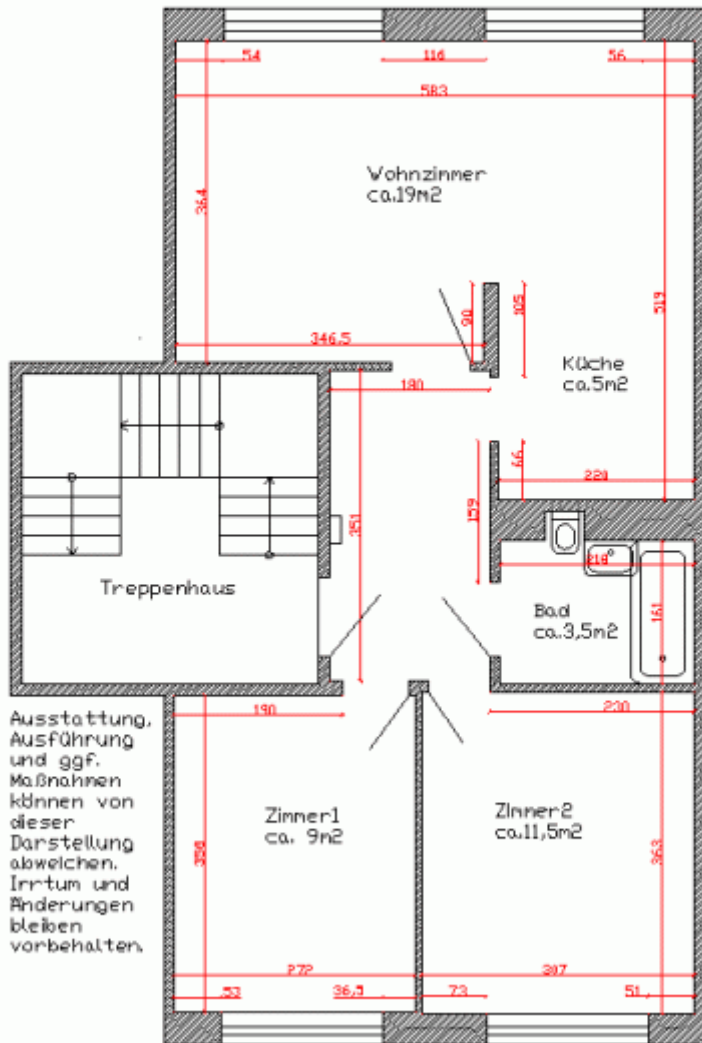 54
116
56
583
Wohnzimmer
ca.19m2
364
519
90
105
346,5
Küche
ca.5m2
180
66
220
159
351
218
Treppenhaus
Bad
ca.3,5m2
161
190
230
Ausstattung,
Ausführung
und ggf.
Maßnahmen
können von
dieser
Darstellung
abweichen.
Irrtum und
Änderungen
bleiben
vorbehalten.
Zimmer1
ca. 9m2
ZImmer2
ca.11,5m2
363
272
307
53
36,5
73
51